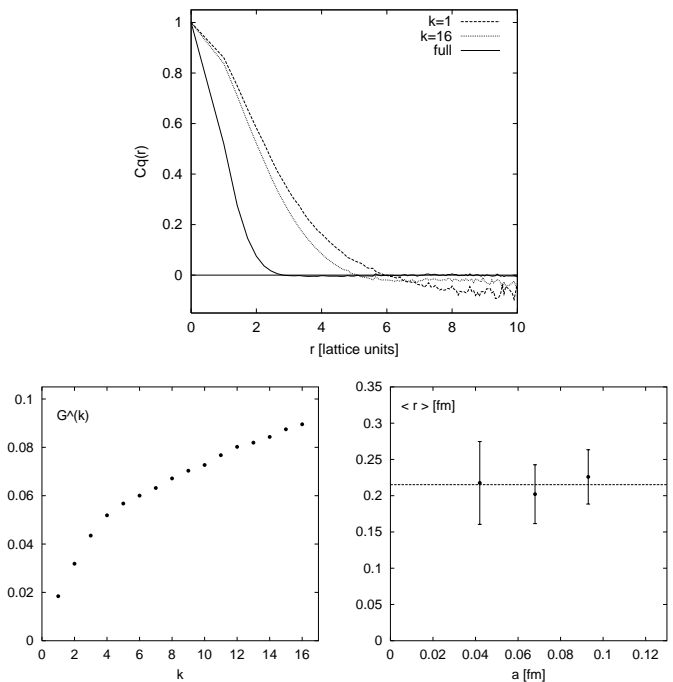 1
0.8
0.6
0.4
0.2
0
Cq(r)
k=1
k=16
full
0 2 4 6 8 10
r [lattice units]
0.1
0.08
0.06
0.04
0.02
0
G^(k)
0 2 4 6 8 10 12 14 16
k
0.35
0.3
0.25
0.2
0.15
0.1
0.05
0
< r > [fm]
0 0.02 0.04 0.06 0.08 0.1 0.12
a [fm]